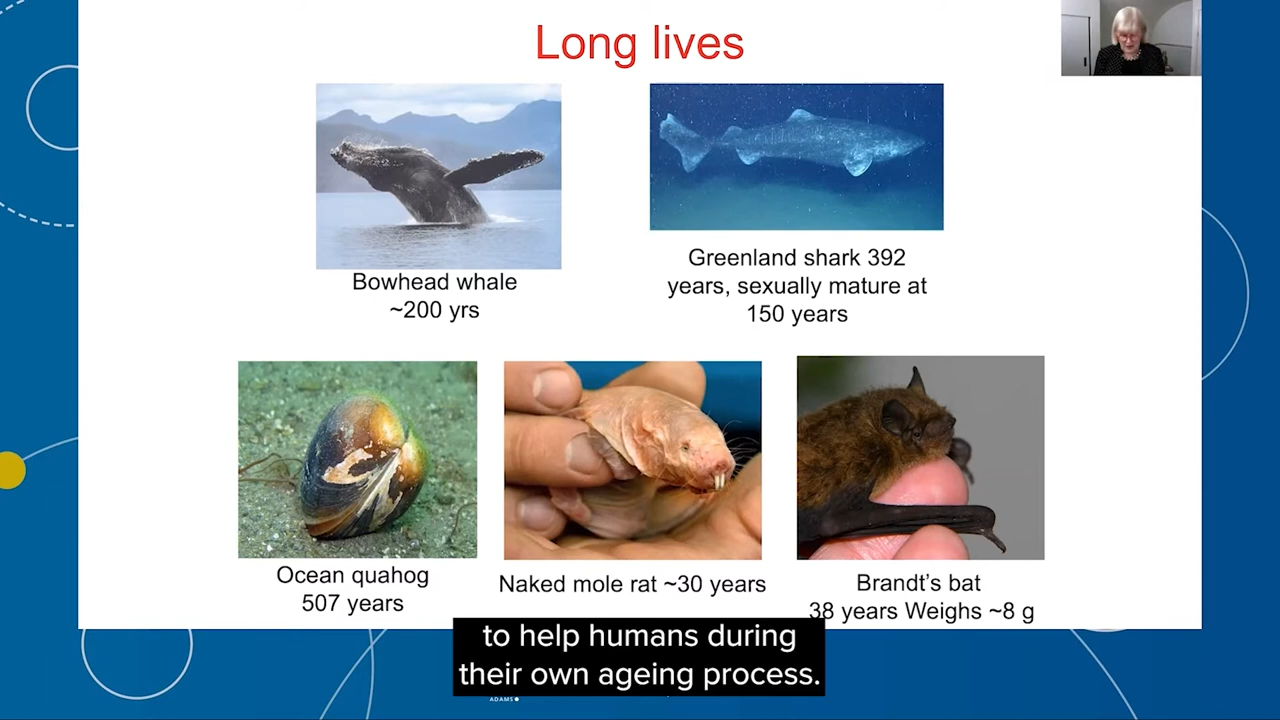 Long lives
Bowhead whale
~200 yrs
Greenland shark 392
years, sexually mature at
150 years
Ocean quahog
507 years
Naked mole rat ~30 years
Brandt's bat
38 years Weighs ~8 g
to help humans during
their own ageing process.
ADAMS